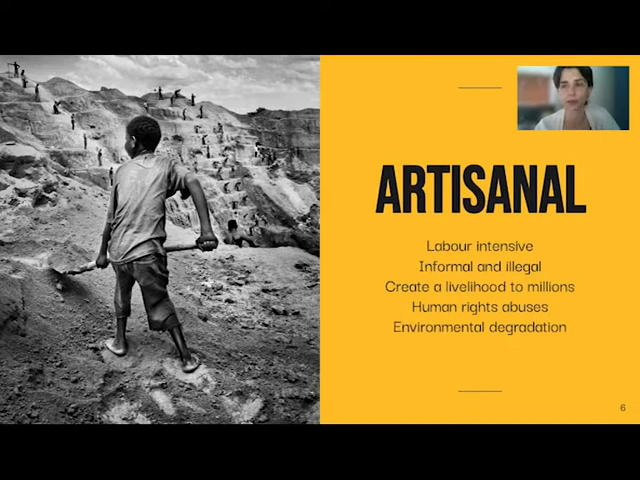 ARTISANAL
Labour intensive
Informal and illegal
Create a livelihood to millions
Human rights abuses
Environmental degradation
6